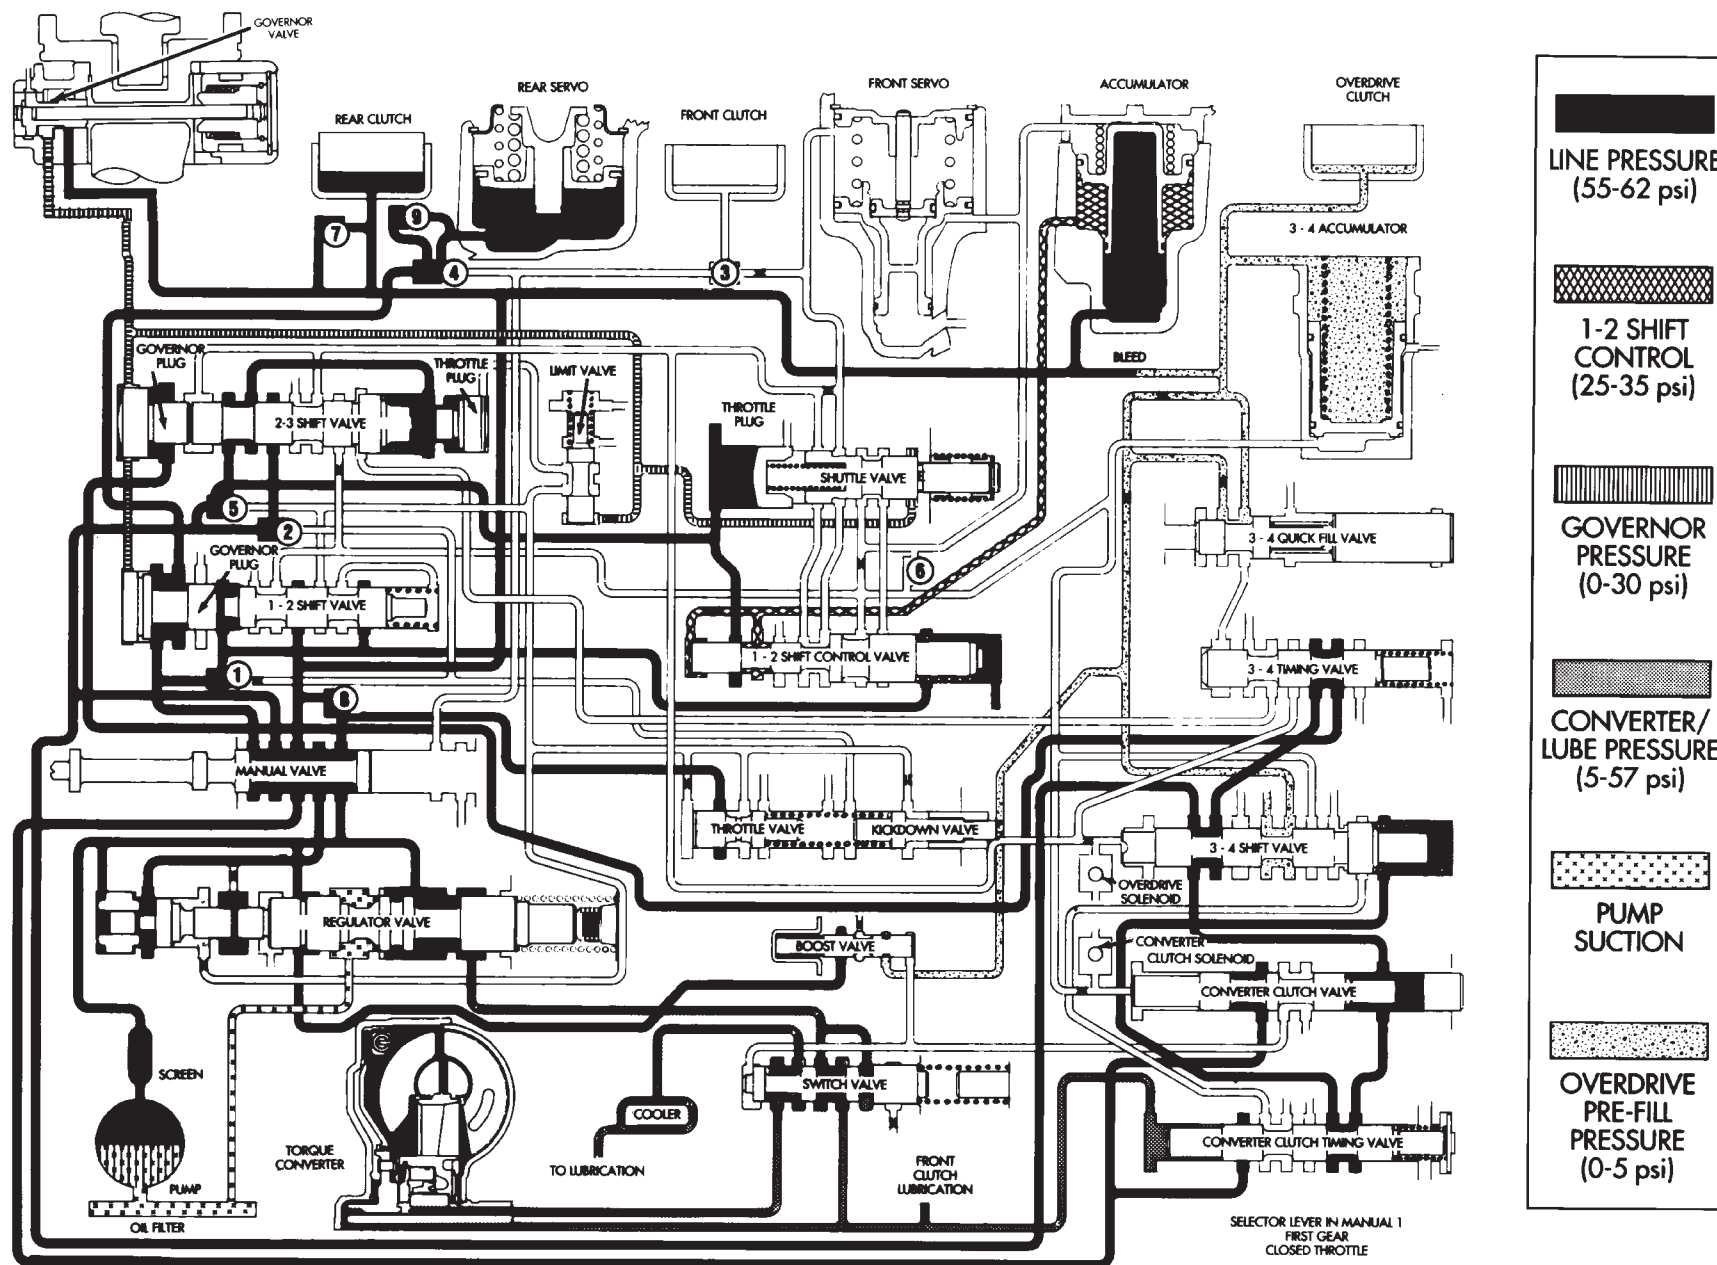 GOVERNOR
VALVE
REAR CLUTCH
REAR SERVO
FRONT CLUTCH
FRONT SERVO
ACCUMULATOR
OVERDRIVE
CLUTCH
7
9
4
3
3 - 4 ACCUMULATOR
GOVERNOR
PLUG
THROTTLE
PLUG
LIMIT VALVE
BLEED
2-3 SHIFT VALVE
THROTTLE
PLUG
SHUTTLE VALVE
5
2
3 - 4 QUICK FILL VALVE
GOVERNOR
PLUG
6
1 - 2 SHIFT VALVE
1 - 2 SHIFT CONTROL VALVE
3 - 4 TIMING VALVE
1
8
MANUAL VALVE
THROTTLE VALVE
KICKDOWN VALVE
3 - 4 SHIFT VALVE
OVERDRIVE
SOLENOID
REGULATOR VALVE
BOOST VALVE
CONVERTER
CLUTCH SOLENOID
CONVERTER CLUTCH VALVE
SCREEN
SWITCH VALVE
COOLER
TORQUE
CONVERTER
TO LUBRICATION
FRONT
CLUTCH
LUBRICATION
CONVERTER CLUTCH TIMING VALVE
PUMP
OIL FILTER
SELECTOR LEVER IN MANUAL 1
FIRST GEAR
CLOSED THROTTLE
LINE PRESSURE
(55-62 psi)
1-2 SHIFT
CONTROL
(25-35 psi)
GOVERNOR
PRESSURE
(0-30 psi)
CONVERTER/
LUBE PRESSURE
(5-57 psi)
PUMP
SUCTION
OVERDRIVE
PRE-FILL
PRESSURE
(0-5 psi)